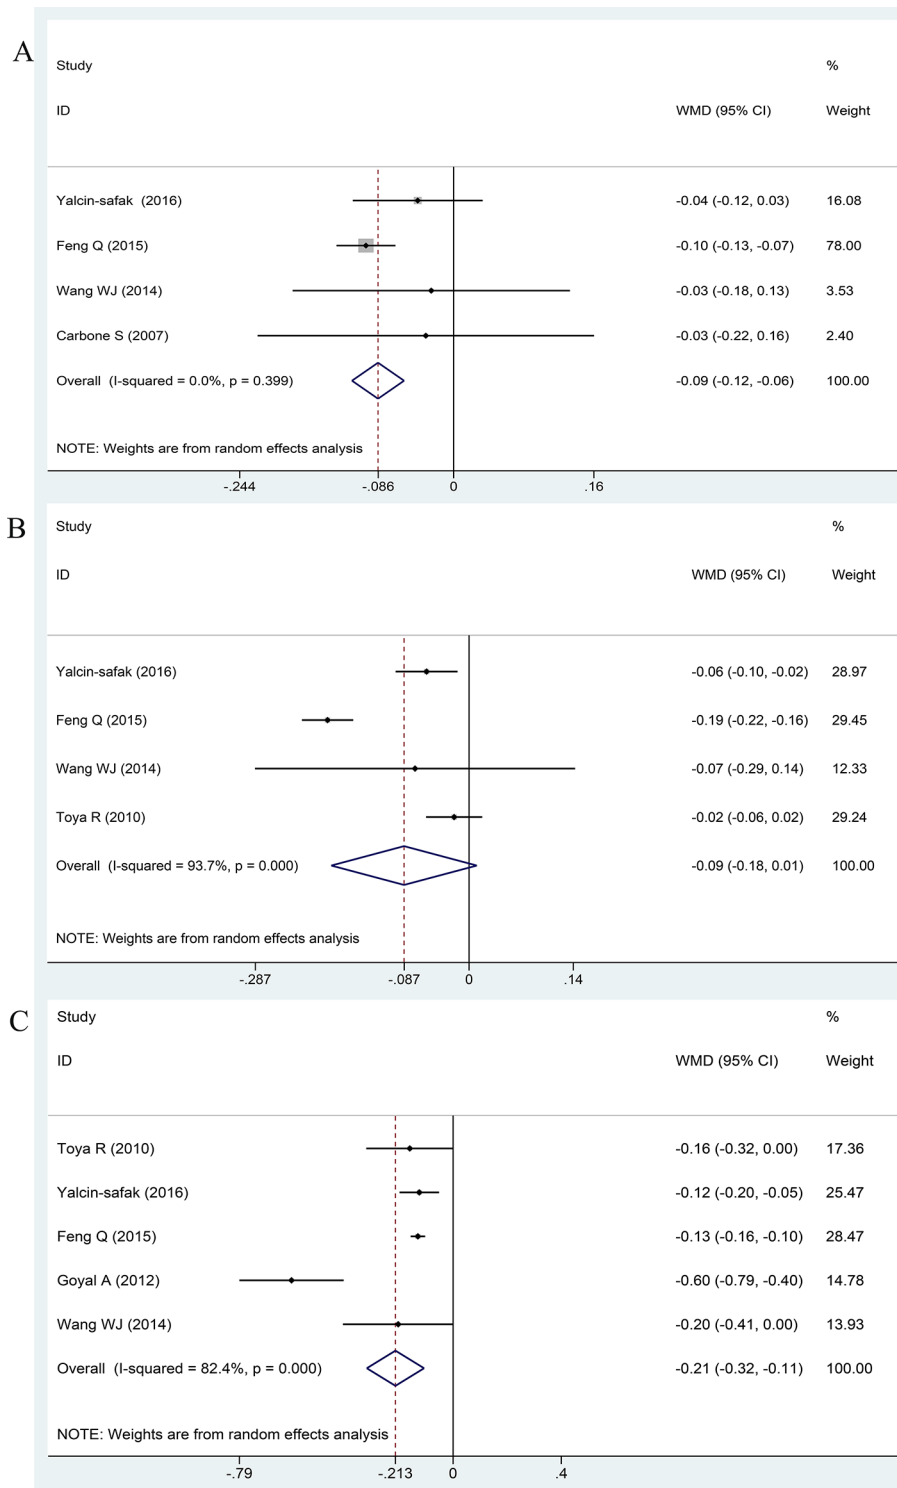 A
Study %
ID WMD (95% CI) Weight
Yalcin-safak (2016) -0.04 (-0.12, 0.03) 16.08
Feng Q (2015) -0.10 (-0.13, -0.07) 78.00
Wang WJ (2014) -0.03 (-0.18, 0.13) 3.53
Carbone S (2007) -0.03 (-0.22, 0.16) 2.40
Overall (I-squared = 0.0%, p = 0.399) -0.09 (-0.12, -0.06) 100.00
NOTE: Weights are from random effects analysis
-.244 -.086 0 .16
B
Study %
ID WMD (95% CI) Weight
Yalcin-safak (2016) -0.06 (-0.10, -0.02) 28.97
Feng Q (2015) -0.19 (-0.22, -0.16) 29.45
Wang WJ (2014) -0.07 (-0.29, 0.14) 12.33
Toya R (2010) -0.02 (-0.06, 0.02) 29.24
Overall (I-squared = 93.7%, p = 0.000) -0.09 (-0.18, 0.01) 100.00
NOTE: Weights are from random effects analysis
-.287 -.087 0 .14
C
Study %
ID WMD (95% CI) Weight
Toya R (2010) -0.16 (-0.32, 0.00) 17.36
Yalcin-safak (2016) -0.12 (-0.20, -0.05) 25.47
Feng Q (2015) -0.13 (-0.16, -0.10) 28.47
Goyal A (2012) -0.60 (-0.79, -0.40) 14.78
Wang WJ (2014) -0.20 (-0.41, 0.00) 13.93
Overall (I-squared = 82.4%, p = 0.000) -0.21 (-0.32, -0.11) 100.00
NOTE: Weights are from random effects analysis
-.79 -.213 0 .4